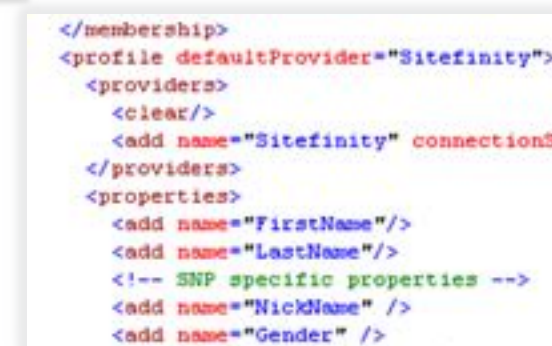 </membership>
<profile defaultProvider="Sitefinity">
<providers>
<clear/>
<add name="Sitefinity" connectionS
</providers>
<properties>
<add name="FirstName"/>
<add name="LastName"/>
<!-- SNP specific properties -->
<add name="NickName" />
<add name="Gender" />